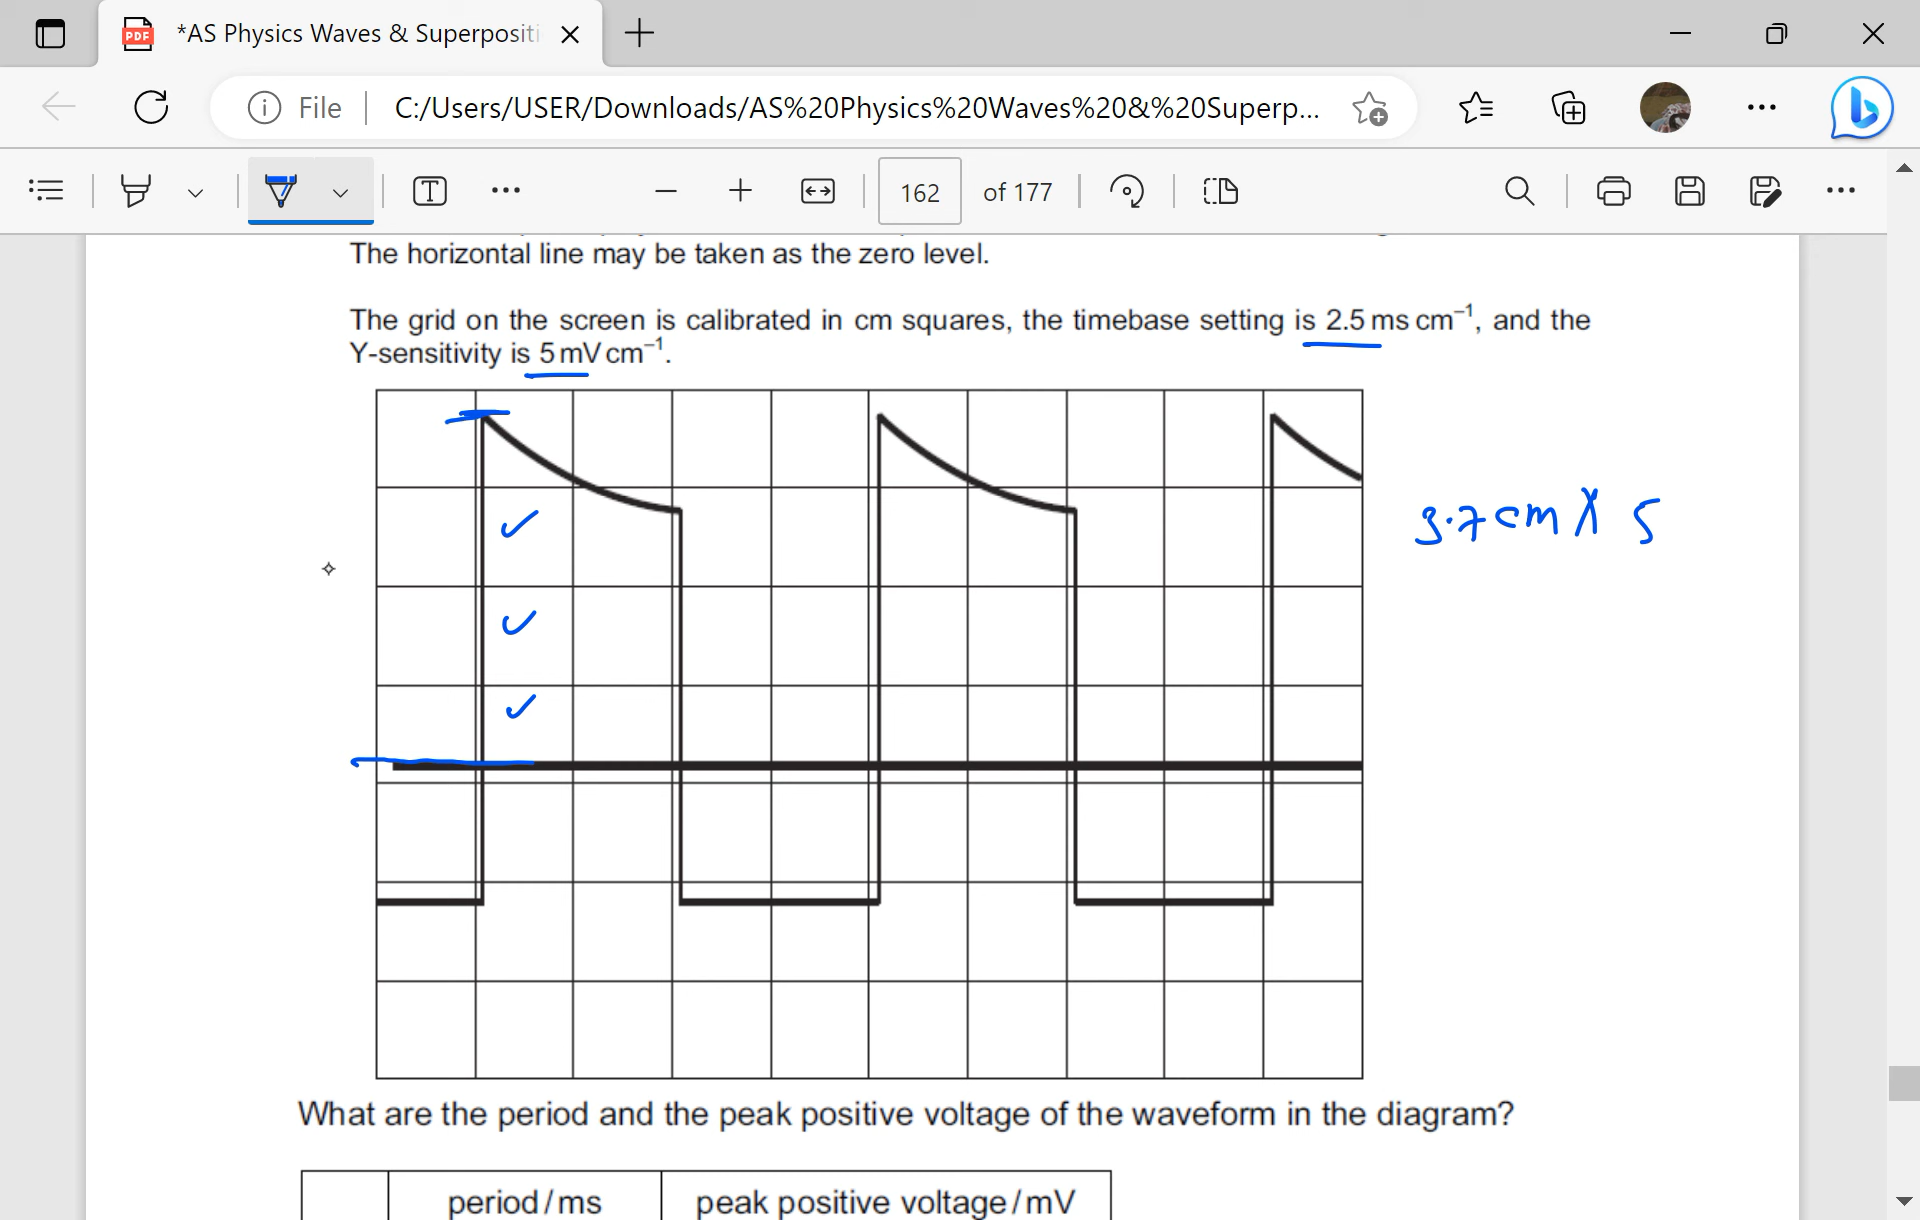 *AS Physics Waves & Superpositi
File
C:/Users/USER/Downloads/AS%20Physics%20Waves%20&%20Superp...
162 of 177
The horizontal line may be taken as the zero level.
The grid on the screen is calibrated in cm squares, the timebase setting is 2.5 ms cm⁻¹, and the
Y-sensitivity is 5 mV cm⁻¹.
3.7cm X 5
What are the period and the peak positive voltage of the waveform in the diagram?
period / ms peak positive voltage / mV